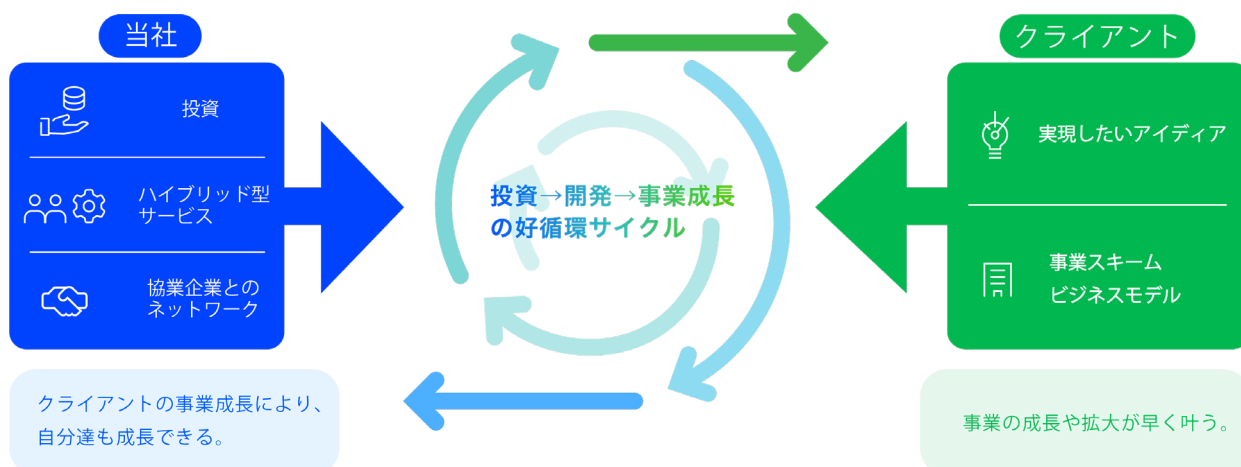 当社
投資
ハイブリッド型
サービス
協業企業との
ネットワーク
クライアントの事業成長により、
自分達も成長できる。
投資→開発→事業成長
の好循環サイクル
クライアント
実現したいアイディア
事業スキーム
ビジネスモデル
事業の成長や拡大が早く叶う。